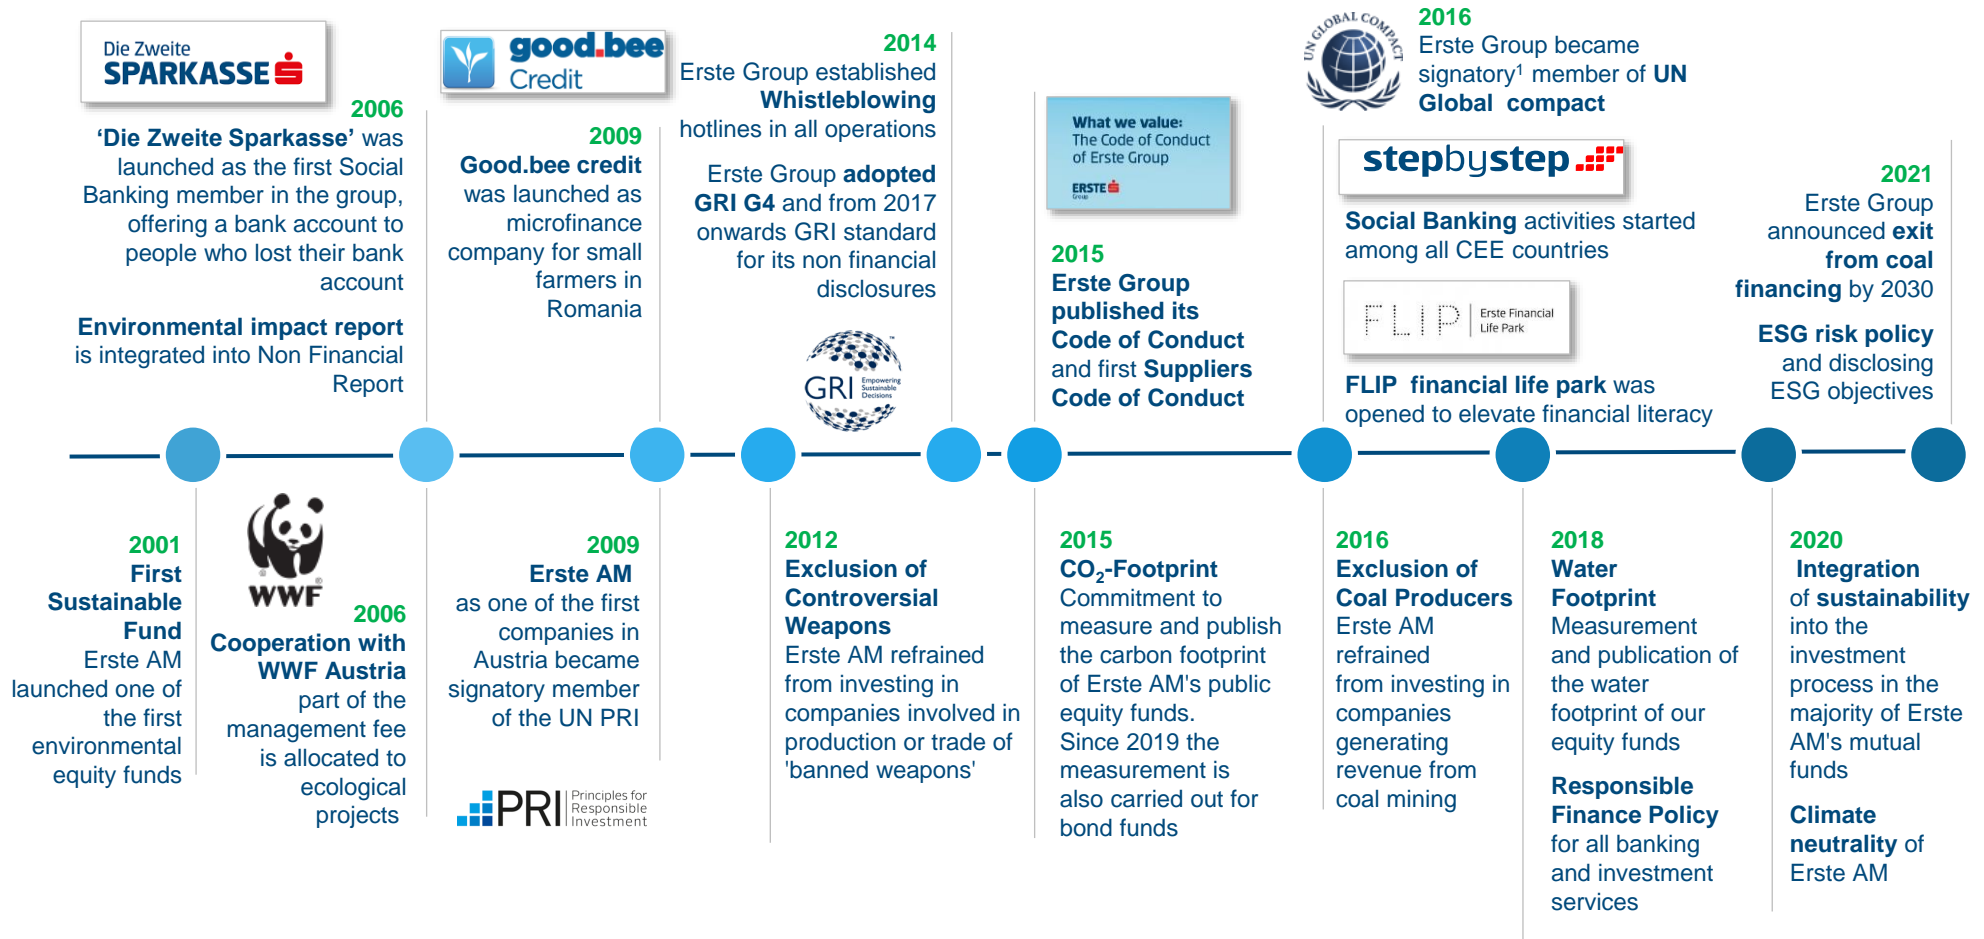 Die Zweite
SPARKASSE
2006
‘Die Zweite Sparkasse’ was
launched as the first Social
Banking member in the group,
offering a bank account to
people who lost their bank
account
Environmental impact report
is integrated into Non Financial
Report
good.bee
Credit
2009
Good.bee credit
was launched as
microfinance
company for small
farmers in
Romania
2014
Erste Group established
Whistleblowing
hotlines in all operations
Erste Group adopted
GRI G4 and from 2017
onwards GRI standard
for its non financial
disclosures
GRI
Empowering
Sustainable
Decisions
What we value:
The Code of Conduct
of Erste Group
ERSTE
Group
2015
Erste Group
published its
Code of Conduct
and first Suppliers
Code of Conduct
UN GLOBAL COMPACT
2016
Erste Group became
signatory¹ member of UN
Global compact
stepbystep
Social Banking activities started
among all CEE countries
FLIP
Erste Financial
Life Park
FLIP financial life park was
opened to elevate financial literacy
2021
Erste Group
announced exit
from coal
financing by 2030
ESG risk policy
and disclosing
ESG objectives
2001
First
Sustainable
Fund
Erste AM
launched one of
the first
environmental
equity funds
WWF
2006
Cooperation with
WWF Austria
part of the
management fee
is allocated to
ecological
projects
2009
Erste AM
as one of the first
companies in
Austria became
signatory member
of the UN PRI
PRI
Principles for
Responsible
Investment
2012
Exclusion of
Controversial
Weapons
Erste AM refrained
from investing in
companies involved in
production or trade of
'banned weapons'
2015
CO₂-Footprint
Commitment to
measure and publish
the carbon footprint
of Erste AM's public
equity funds.
Since 2019 the
measurement is
also carried out for
bond funds
2016
Exclusion of
Coal Producers
Erste AM
refrained
from investing in
companies
generating
revenue from
coal mining
2018
Water
Footprint
Measurement
and publication of
the water
footprint of our
equity funds
Responsible
Finance Policy
for all banking
and investment
services
2020
Integration
of sustainability
into the
investment
process in the
majority of Erste
AM's mutual
funds
Climate
neutrality of
Erste AM